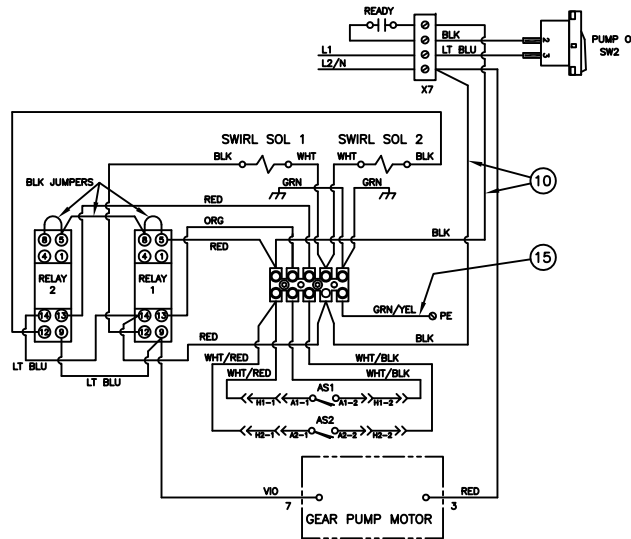 READY
BLK
PUMP O
SW2
2
3
L1
LT BLU
L2/N
X7
SWIRL SOL 1
SWIRL SOL 2
BLK
WHT
WHT
BLK
10
BLK JUMPERS
GRN
GRN
RED
ORG
RED
BLK
8 5
4 1
RELAY
2
14 13
12 9
8 5
4 1
RELAY
1
14 13
12 9
15
GRN/YEL
PE
RED
BLK
WHT/RED
WHT/BLK
LT BLU
WHT/RED
WHT/BLK
LT BLU
AS1
H1-1 A1-1 A1-2 H1-2
AS2
H2-1 A2-1 A2-2 H2-2
VIO
7
RED
3
GEAR PUMP MOTOR